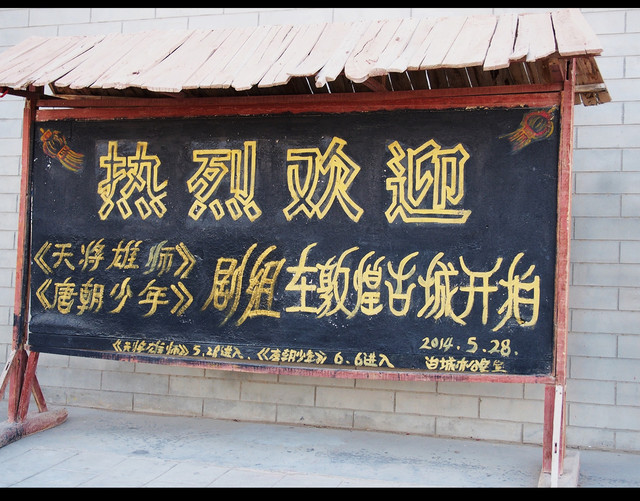 热烈欢迎
《天将雄师》
《唐朝少年》
剧组在敦煌古城开拍
《天将雄师》5.28进入.《唐朝少年》6.6进入
2014.5.28.
古城办公室